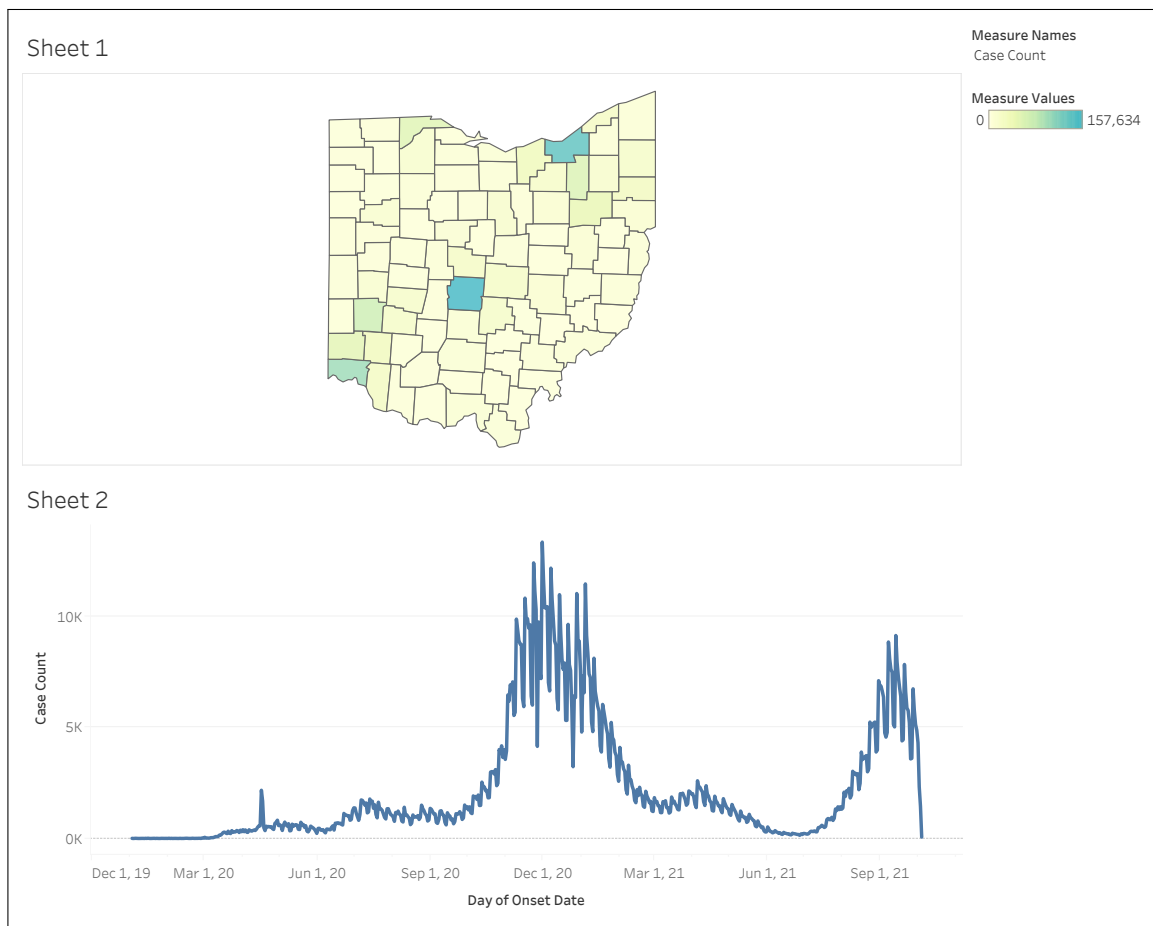 Sheet 1
Measure Names
Case Count
Measure Values
0 157,634
Sheet 2
10K
5K
0K
Case Count
Dec 1, 19 Mar 1, 20 Jun 1, 20 Sep 1, 20 Dec 1, 20 Mar 1, 21 Jun 1, 21 Sep 1, 21
Day of Onset Date